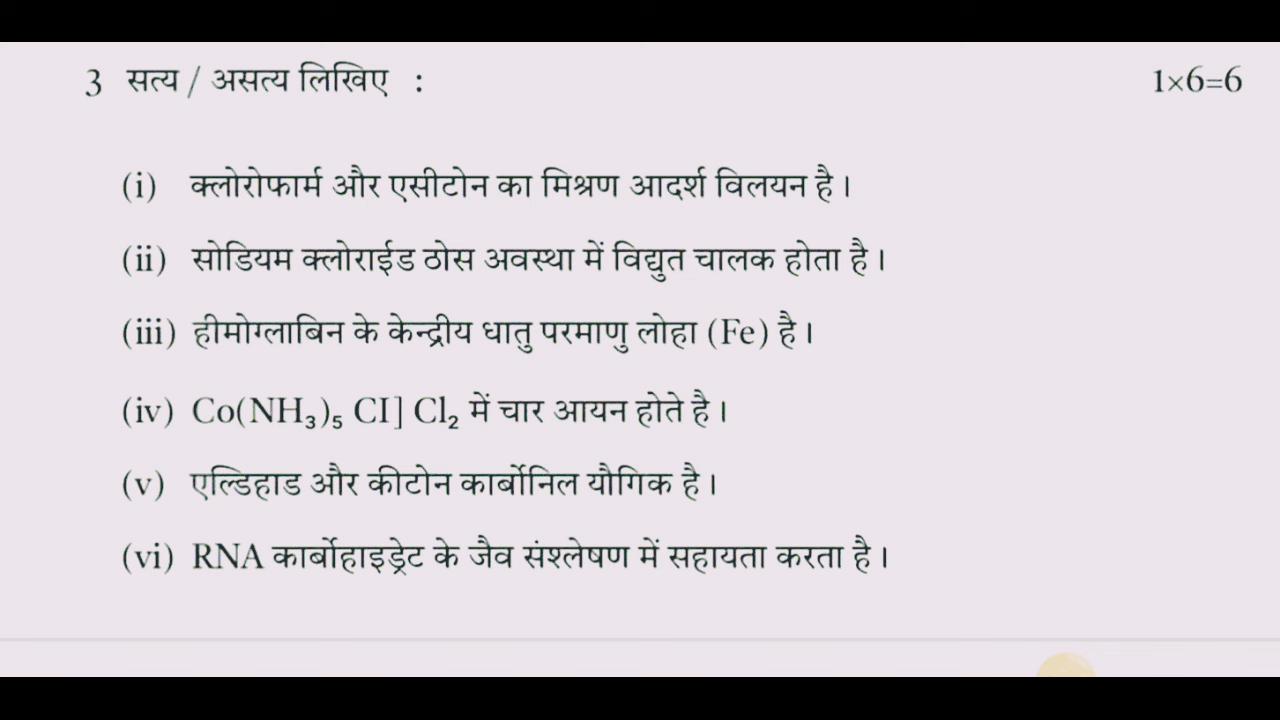 3 सत्य / असत्य लिखिए : 1×6=6
(i) क्लोरोफार्म और एसीटोन का मिश्रण आदर्श विलयन है।
(ii) सोडियम क्लोराईड ठोस अवस्था में विद्युत चालक होता है।
(iii) हीमोग्लाबिन के केन्द्रीय धातु परमाणु लोहा (Fe) है।
(iv) Co(NH₃)₅ CI] Cl₂ में चार आयन होते है।
(v) एल्डिहाड और कीटोन कार्बोनिल यौगिक है।
(vi) RNA कार्बोहाइड्रेट के जैव संश्लेषण में सहायता करता है।